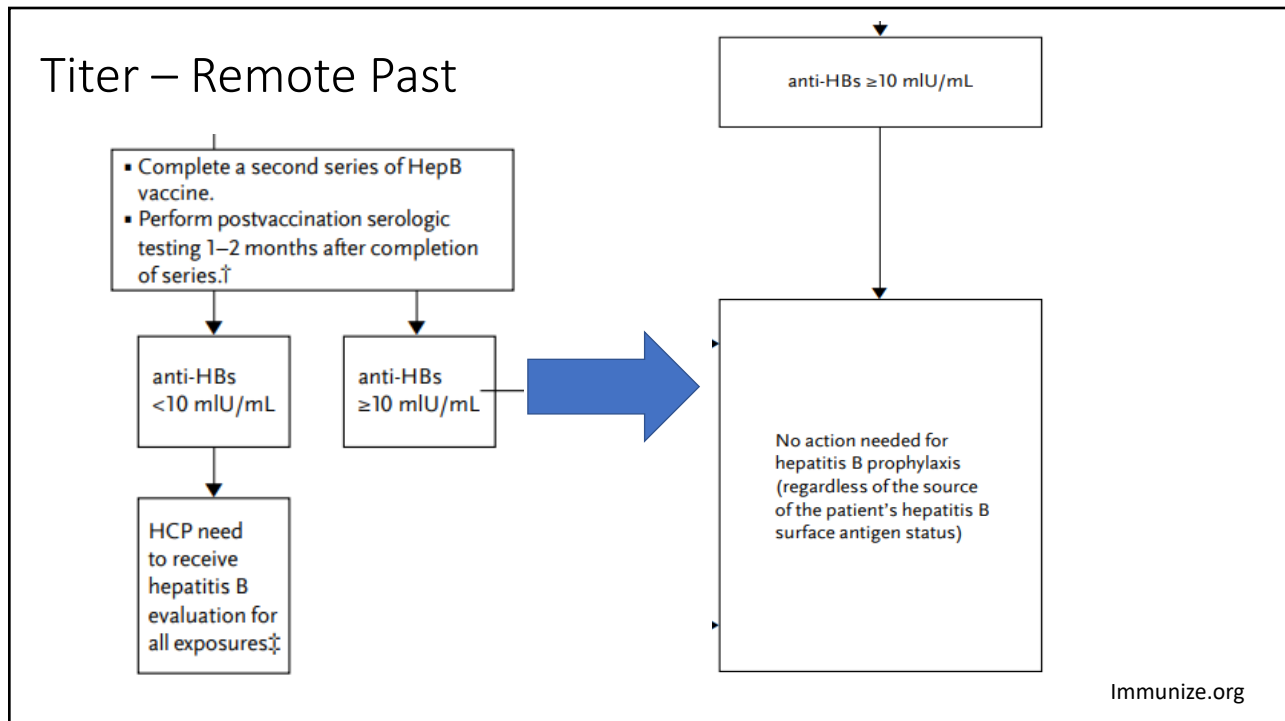 Titer – Remote Past
▪ Complete a second series of HepB
vaccine.
▪ Perform postvaccination serologic
testing 1–2 months after completion
of series.†
anti-HBs
<10 mIU/mL
anti-HBs
≥10 mIU/mL
HCP need
to receive
hepatitis B
evaluation for
all exposures.‡
anti-HBs ≥10 mIU/mL
No action needed for
hepatitis B prophylaxis
(regardless of the source
of the patient’s hepatitis B
surface antigen status)
Immunize.org